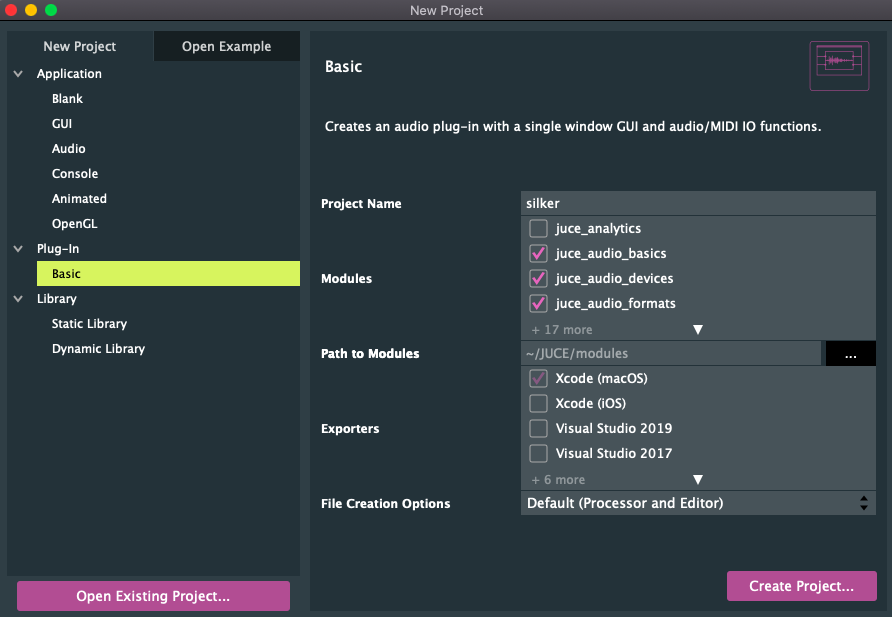 New Project
New Project
Open Example
Application
Blank
GUI
Audio
Console
Animated
OpenGL
Plug-In
Basic
Library
Static Library
Dynamic Library
Open Existing Project...
Basic
Creates an audio plug-in with a single window GUI and audio/MIDI IO functions.
Project Name
silker
Modules
juce_analytics
juce_audio_basics
juce_audio_devices
juce_audio_formats
+ 17 more
Path to Modules
~/JUCE/modules
...
Exporters
Xcode (macOS)
Xcode (iOS)
Visual Studio 2019
Visual Studio 2017
+ 6 more
File Creation Options
Default (Processor and Editor)
Create Project...